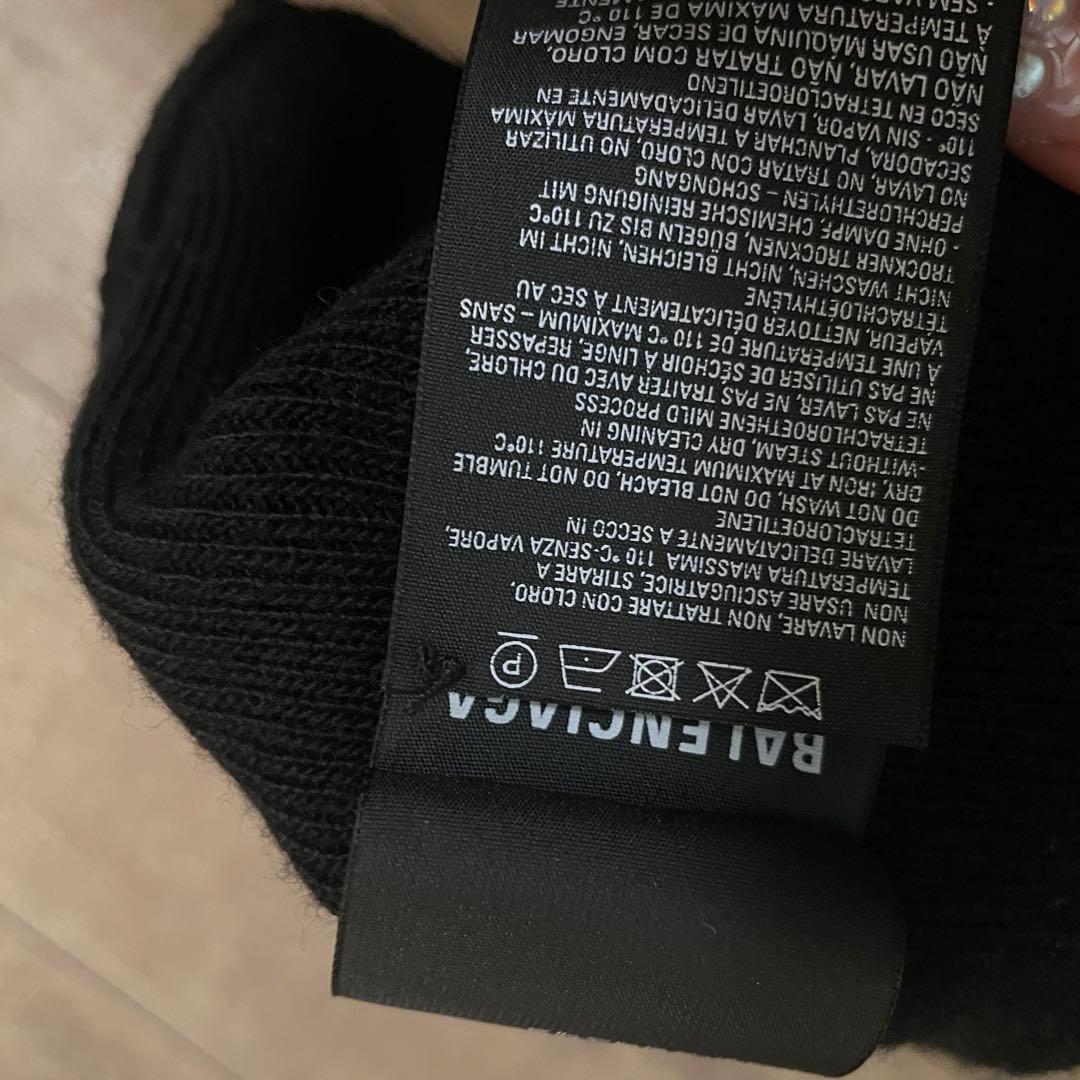 BALENCIAGA
P
NON LAVARE, NON TRATTARE CON CLORO,
NON USARE ASCIUGATRICE, STIRARE A
TEMPERATURA MASSIMA 110 °C-SENZA VAPORE,
LAVARE DELICATAMENTE A SECCO IN
TETRACLOROETILENE
DO NOT WASH, DO NOT BLEACH, DO NOT TUMBLE
DRY, IRON AT MAXIMUM TEMPERATURE 110°C
-WITHOUT STEAM, DRY CLEANING IN
TETRACHLOROETHENE MILD PROCESS
NE PAS LAVER, NE PAS TRAITER AVEC DU CHLORE,
NE PAS UTILISER DE SÉCHOIR À LINGE, REPASSER
À UNE TEMPÉRATURE DE 110 °C MAXIMUM – SANS
VAPEUR, NETTOYER DÉLICATEMENT À SEC AU
TÉTRACHLOÉTHYLÈNE
NICHT WASCHEN, NICHT BLEICHEN, NICHT IM
TROCKNER TROCKNEN, BÜGELN BIS ZU 110°C
- OHNE DAMPF, CHEMISCHE REINIGUNG MIT
PERCHLORETHYLEN – SCHONGANG
NO LAVAR, NO TRATAR CON CLORO, NO UTILIZAR
SECADORA, PLANCHAR A TEMPERATURA MÁXIMA
110° - SIN VAPOR, LAVAR DELICADAMENTE EN
SECO EN TETRACLOROETILENO
NÃO LAVAR, NÃO TRATAR COM CLORO,
NÃO USAR MÁQUINA DE SECAR, ENGOMAR
À TEMPERATURA MÁXIMA DE 110 °C